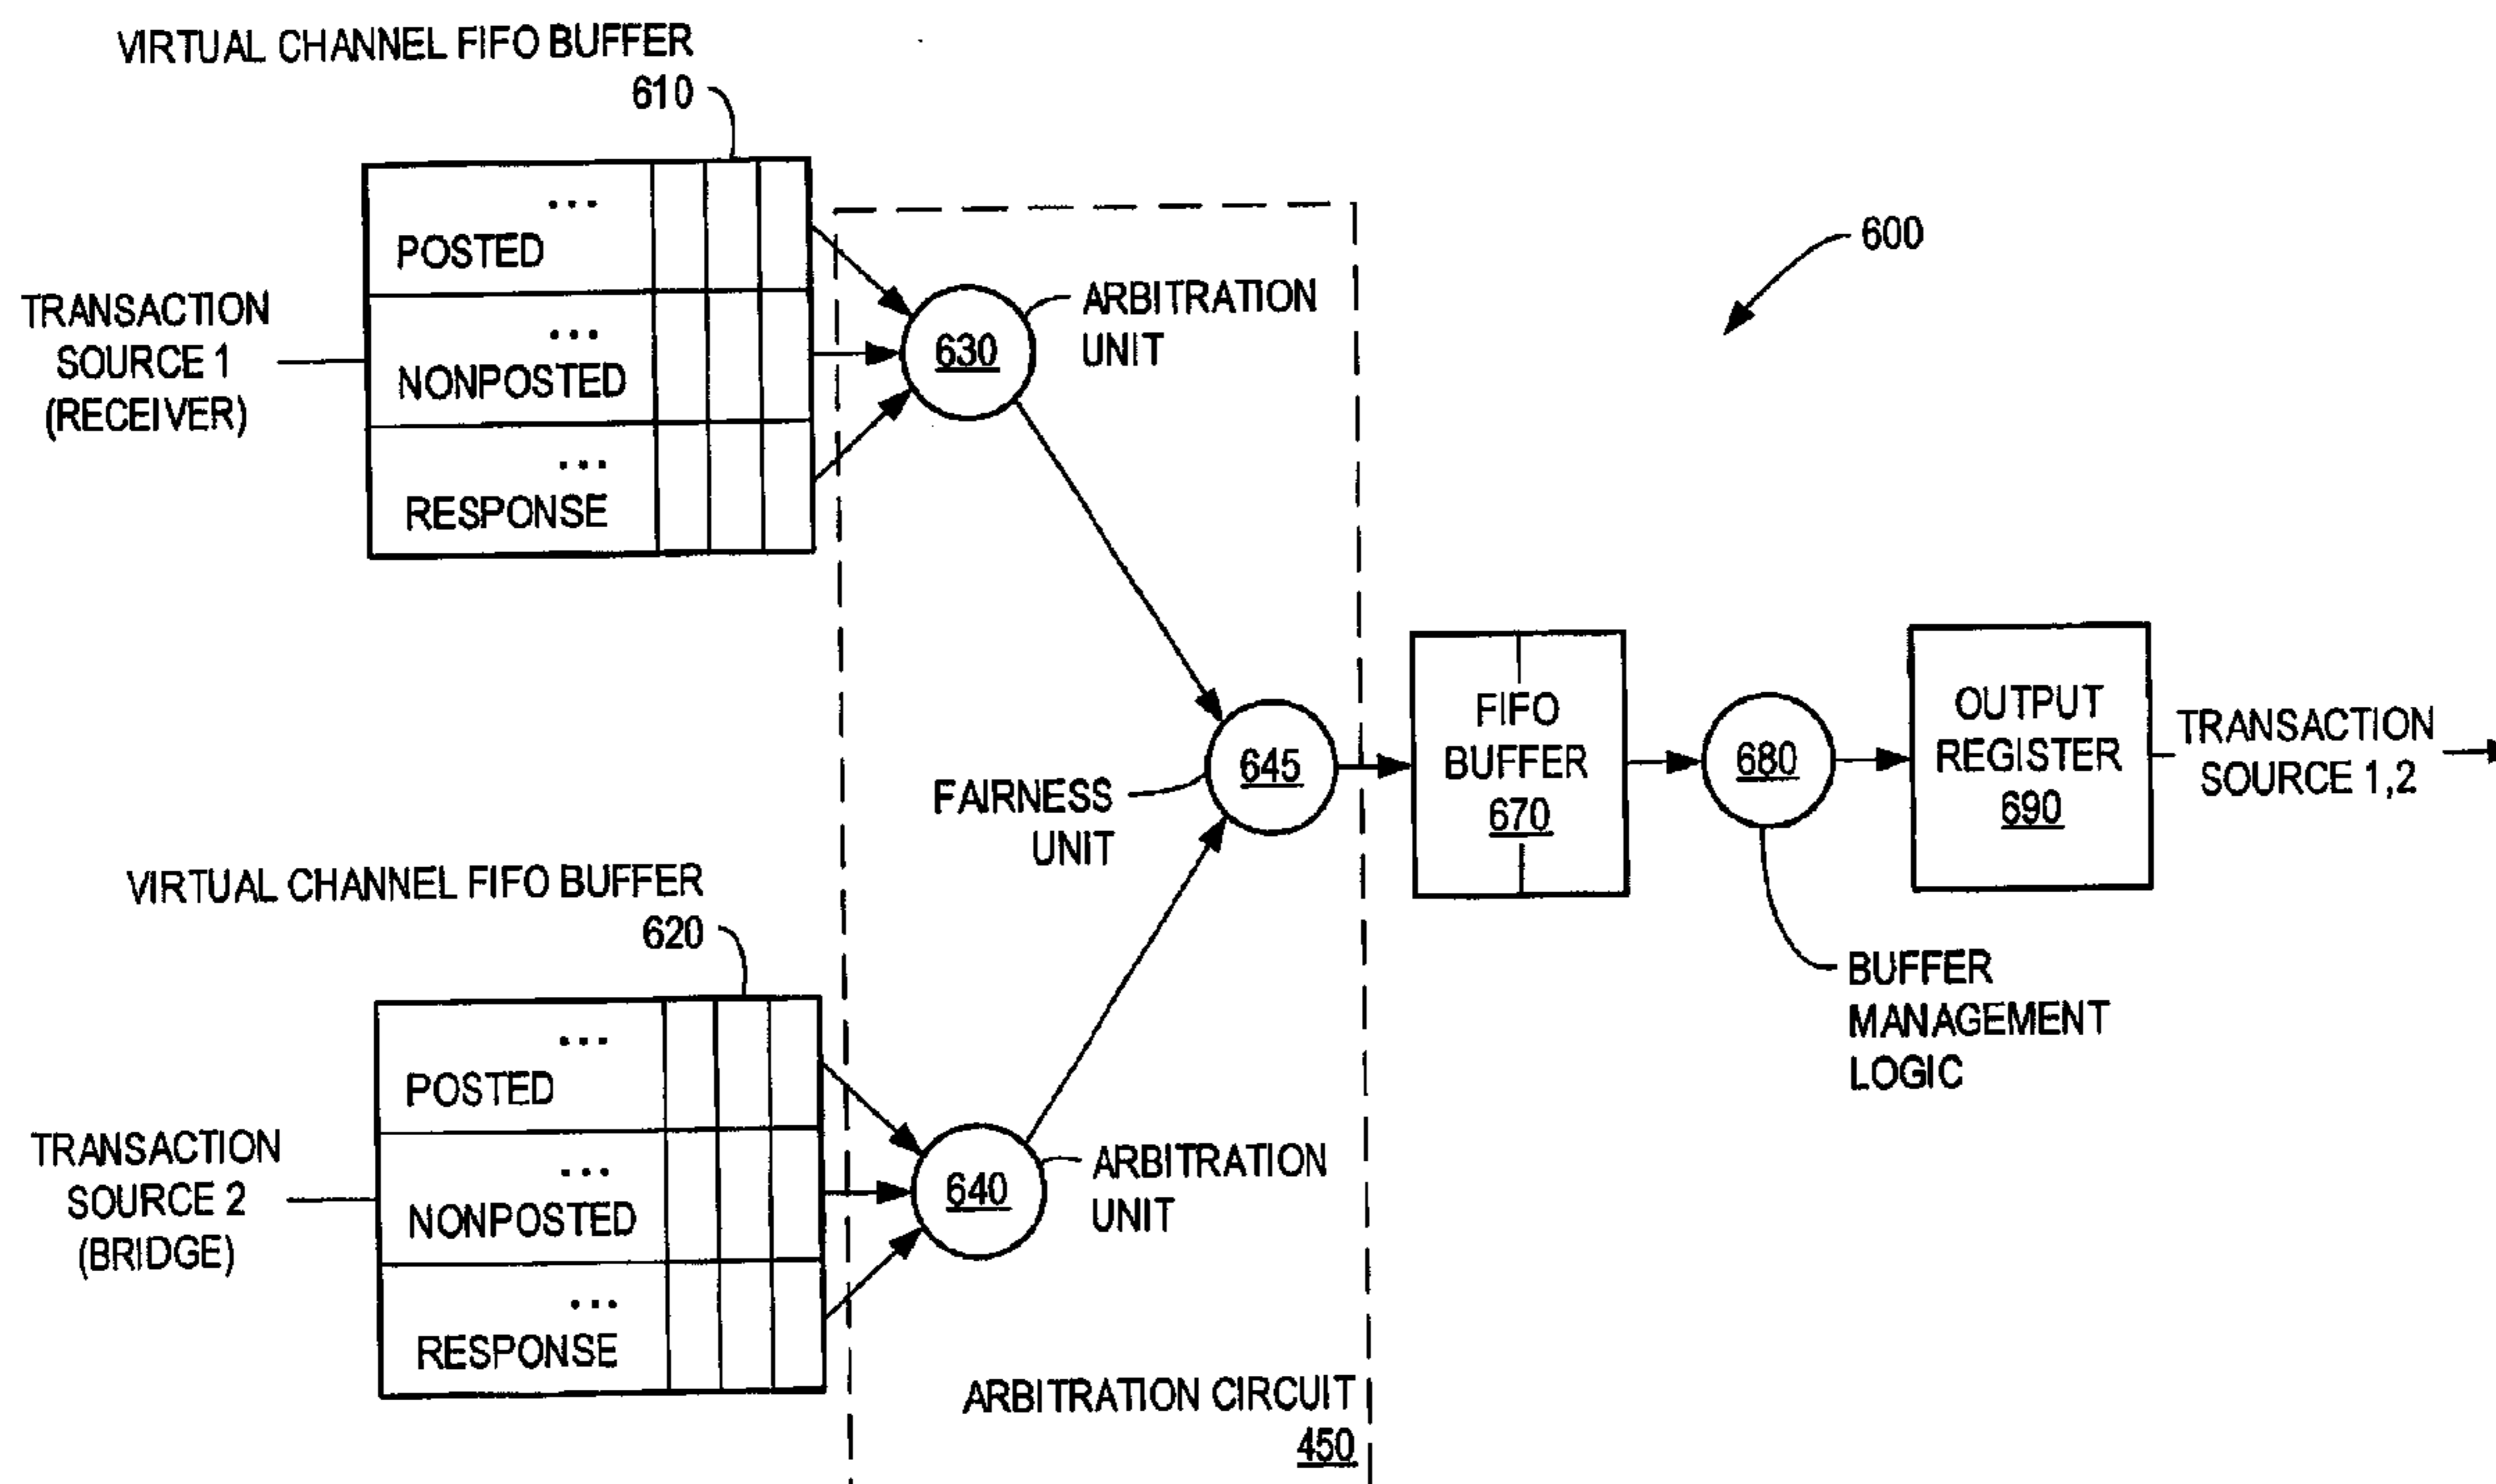 VIRTUAL CHANNEL FIFO BUFFER
610
...
POSTED
...
NONPOSTED
...
RESPONSE
TRANSACTION
SOURCE 1
(RECEIVER)
630
ARBITRATION
UNIT
600
645
FAIRNESS
UNIT
FIFO
BUFFER
670
680
BUFFER
MANAGEMENT
LOGIC
OUTPUT
REGISTER
690
TRANSACTION
SOURCE 1,2
VIRTUAL CHANNEL FIFO BUFFER
620
...
POSTED
...
NONPOSTED
...
RESPONSE
TRANSACTION
SOURCE 2
(BRIDGE)
640
ARBITRATION
UNIT
ARBITRATION CIRCUIT
450